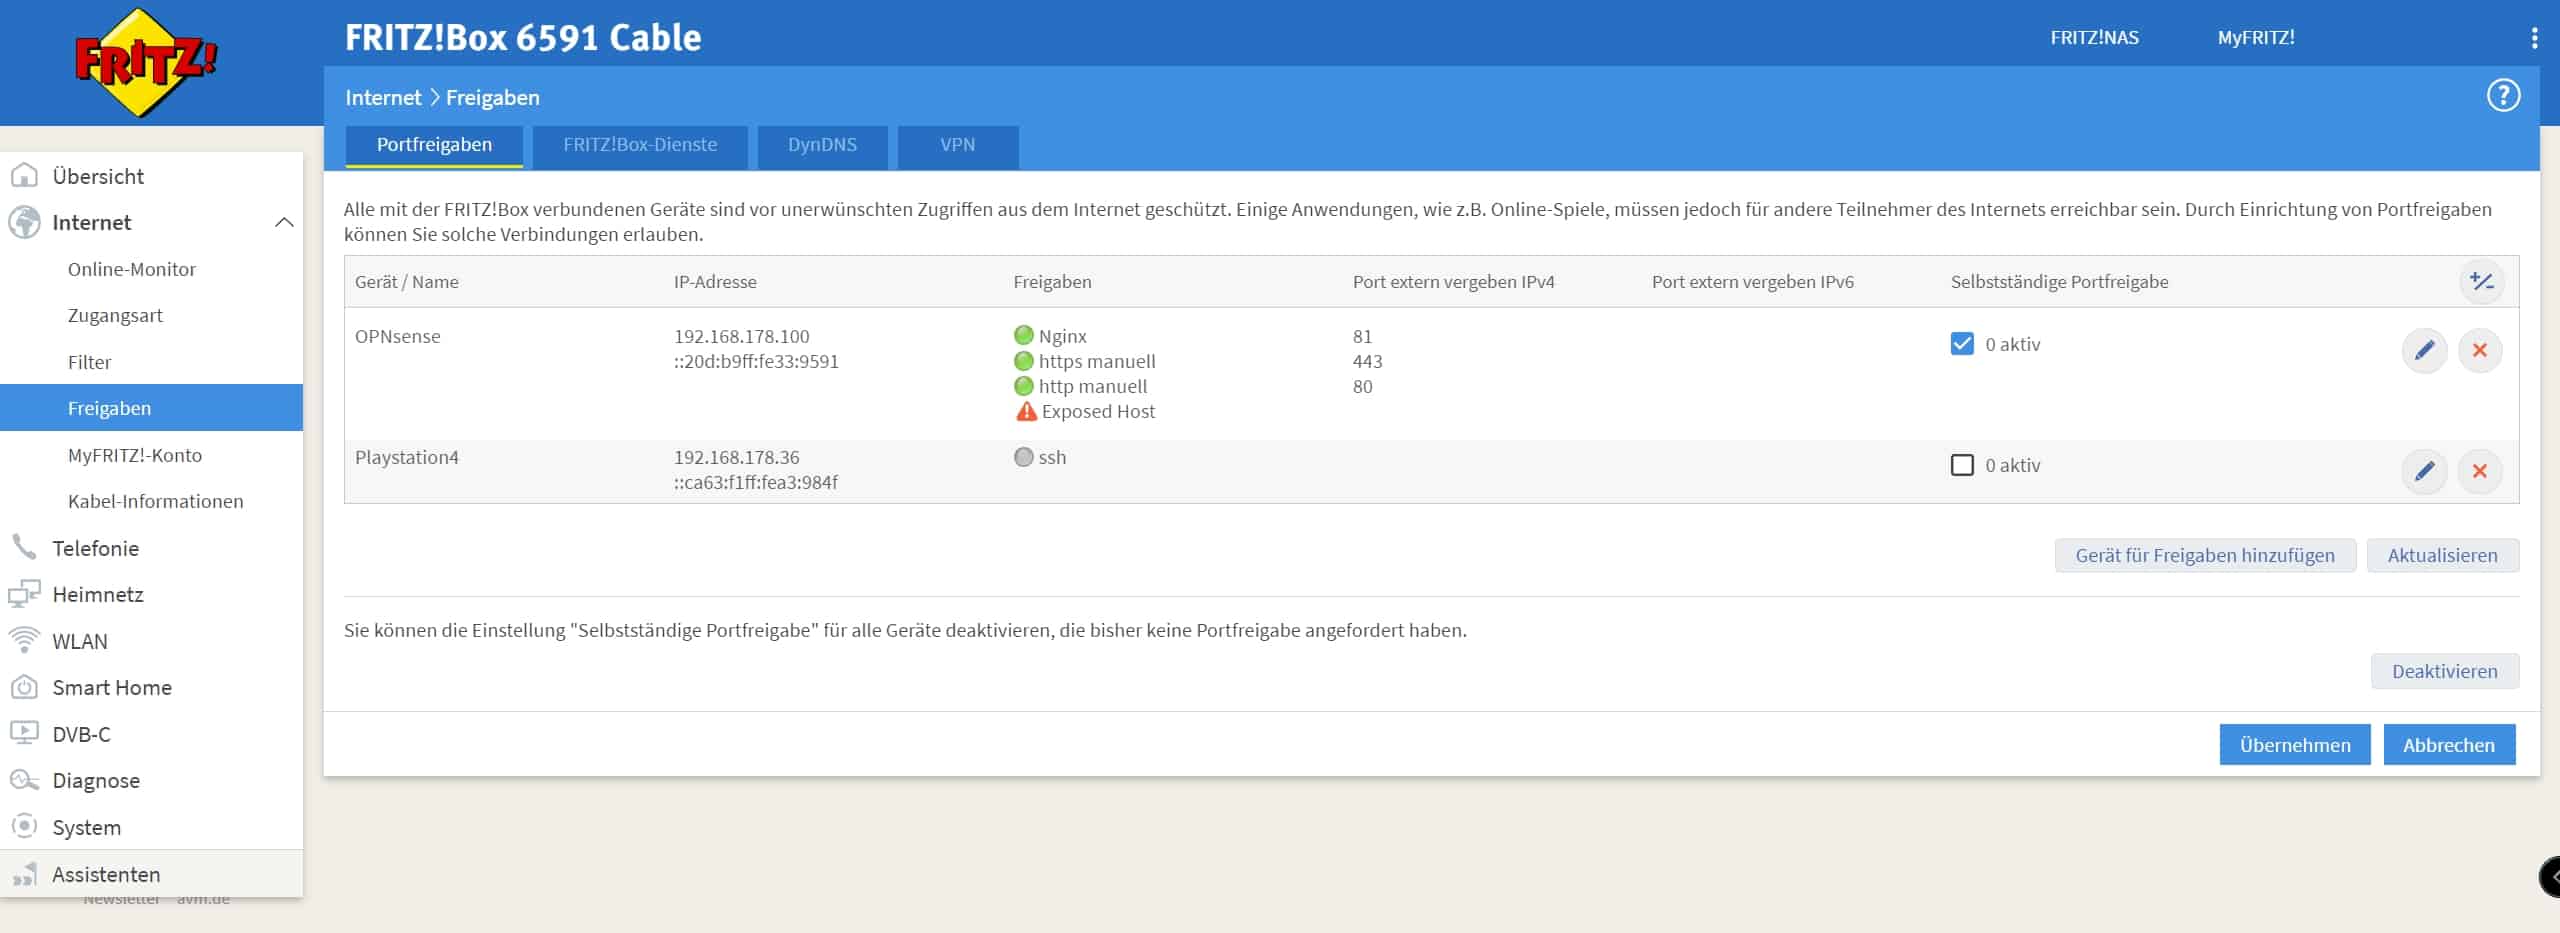 FRITZ!
FRITZ!Box 6591 Cable
FRITZ!NAS
MyFRITZ!
Internet > Freigaben
?
Portfreigaben
FRITZ!Box-Dienste
DynDNS
VPN
Übersicht
Internet
Online-Monitor
Zugangsart
Filter
Freigaben
MyFRITZ!-Konto
Kabel-Informationen
Telefonie
Heimnetz
WLAN
Smart Home
DVB-C
Diagnose
System
Assistenten
Newsletter avm.de
Alle mit der FRITZ!Box verbundenen Geräte sind vor unerwünschten Zugriffen aus dem Internet geschützt. Einige Anwendungen, wie z.B. Online-Spiele, müssen jedoch für andere Teilnehmer des Internets erreichbar sein. Durch Einrichtung von Portfreigaben
können Sie solche Verbindungen erlauben.
Gerät / Name
IP-Adresse
Freigaben
Port extern vergeben IPv4
Port extern vergeben IPv6
Selbstständige Portfreigabe
OPNsense
192.168.178.100
::20d:b9ff:fe33:9591
Nginx
https manuell
http manuell
Exposed Host
81
443
80
0 aktiv
Playstation4
192.168.178.36
::ca63:f1ff:fea3:984f
ssh
0 aktiv
Gerät für Freigaben hinzufügen
Aktualisieren
Sie können die Einstellung "Selbstständige Portfreigabe" für alle Geräte deaktivieren, die bisher keine Portfreigabe angefordert haben.
Deaktivieren
Übernehmen
Abbrechen